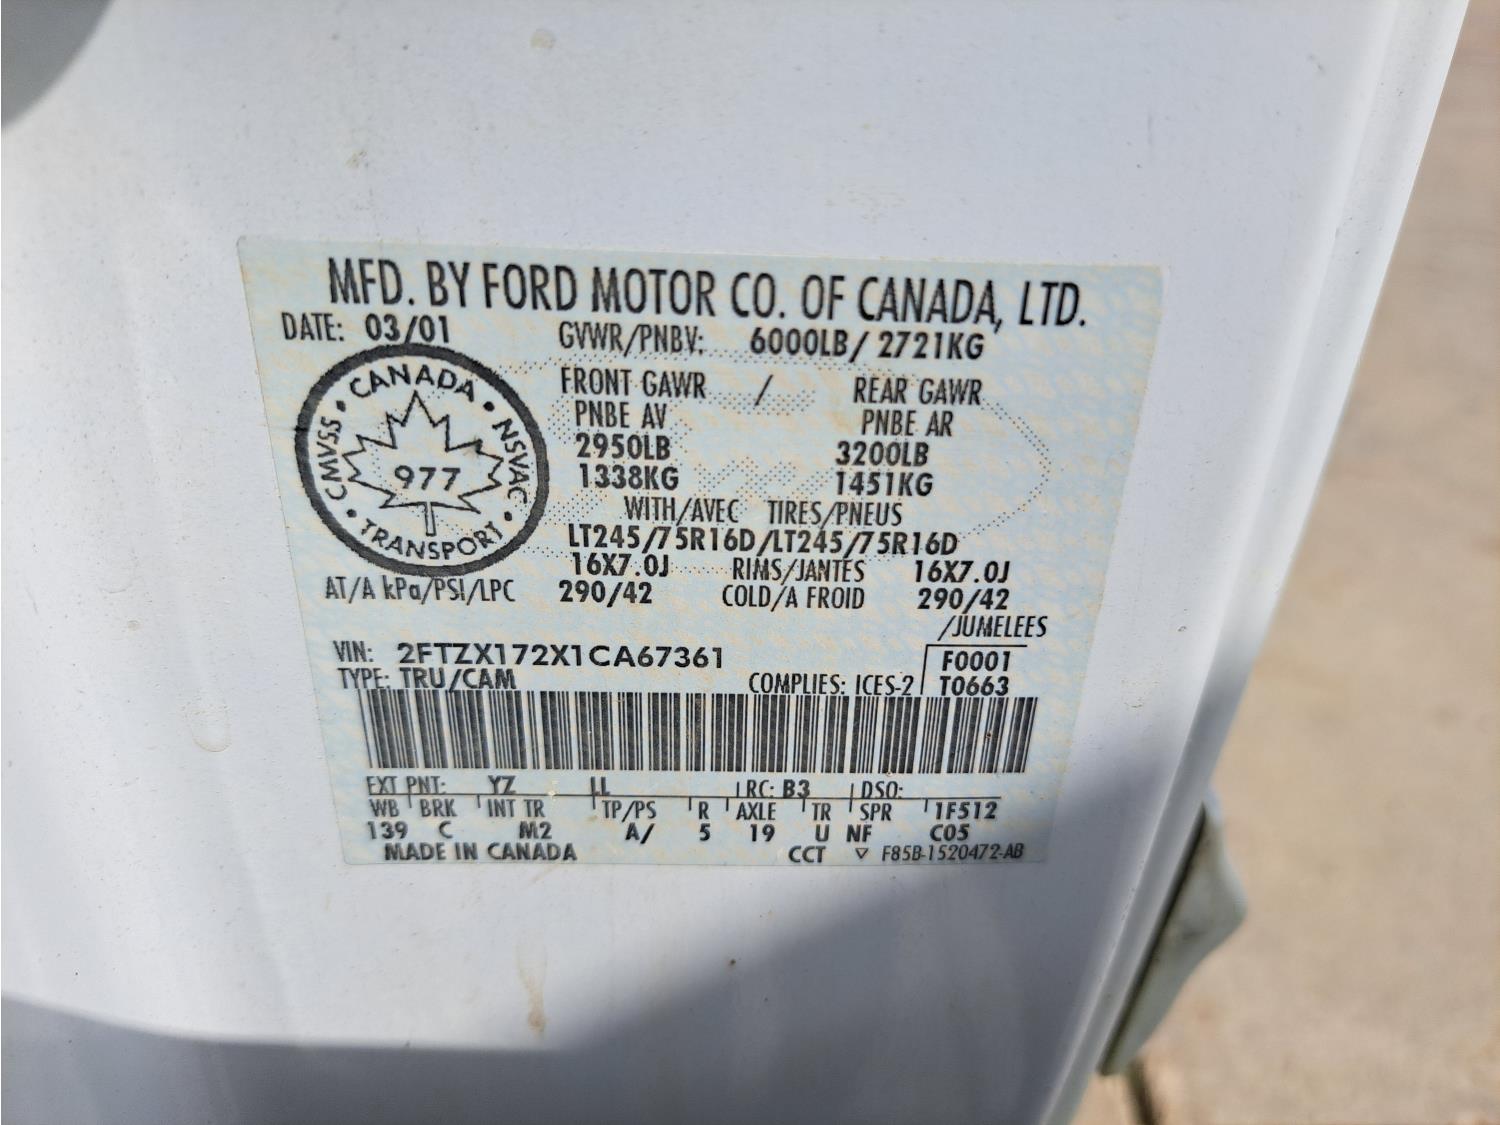 MFD. BY FORD MOTOR CO. OF CANADA, LTD.
DATE: 03/01 GVWR/PNBV: 6000LB/ 2721KG
CANADA
CMVSS
NSVAC
977
TRANSPORT
FRONT GAWR / REAR GAWR
PNBE AV PNBE AR
2950LB 3200LB
1338KG 1451KG
WITH/AVEC TIRES/PNEUS
LT245/75R16D/LT245/75R16D
16X7.0J RIMS/JANTES 16X7.0J
AT/A kPa/PSI/LPC 290/42 COLD/A FROID 290/42
/JUMELEES
VIN: 2FTZX172X1CA67361 F0001
TYPE: TRU/CAM COMPLIES: ICES-2 T0663
EXT PNT: YZ LL RC: B3 DSO:
WB BRK INT TR TP/PS R AXLE TR SPR 1F512
139 C M2 A/ 5 19 U NF C05
MADE IN CANADA CCT ▽ F85B-1520472-AB